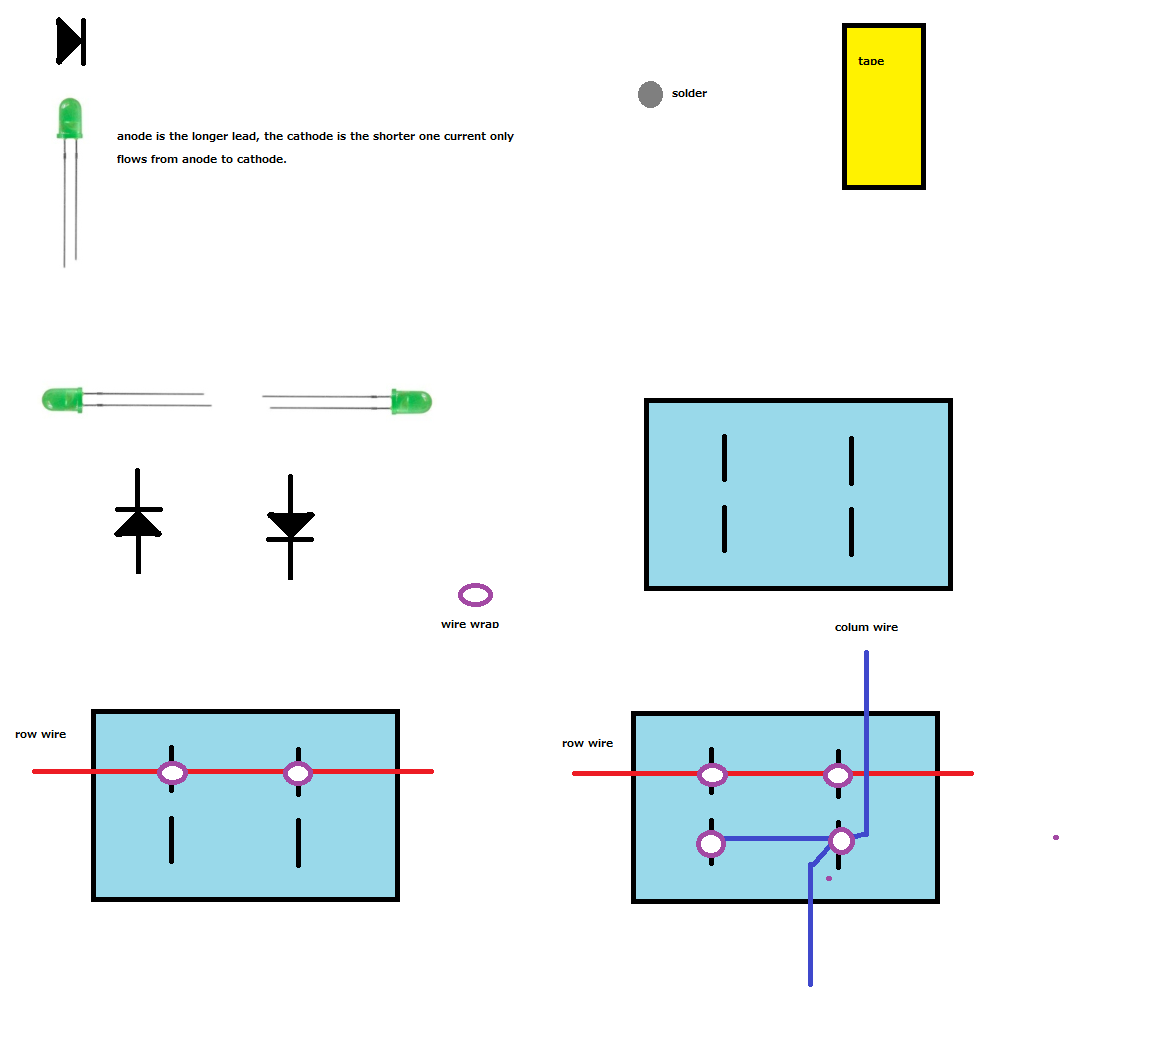 tape
solder
anode is the longer lead, the cathode is the shorter one current only
flows from anode to cathode.
wire wrap
colum wire
row wire
row wire